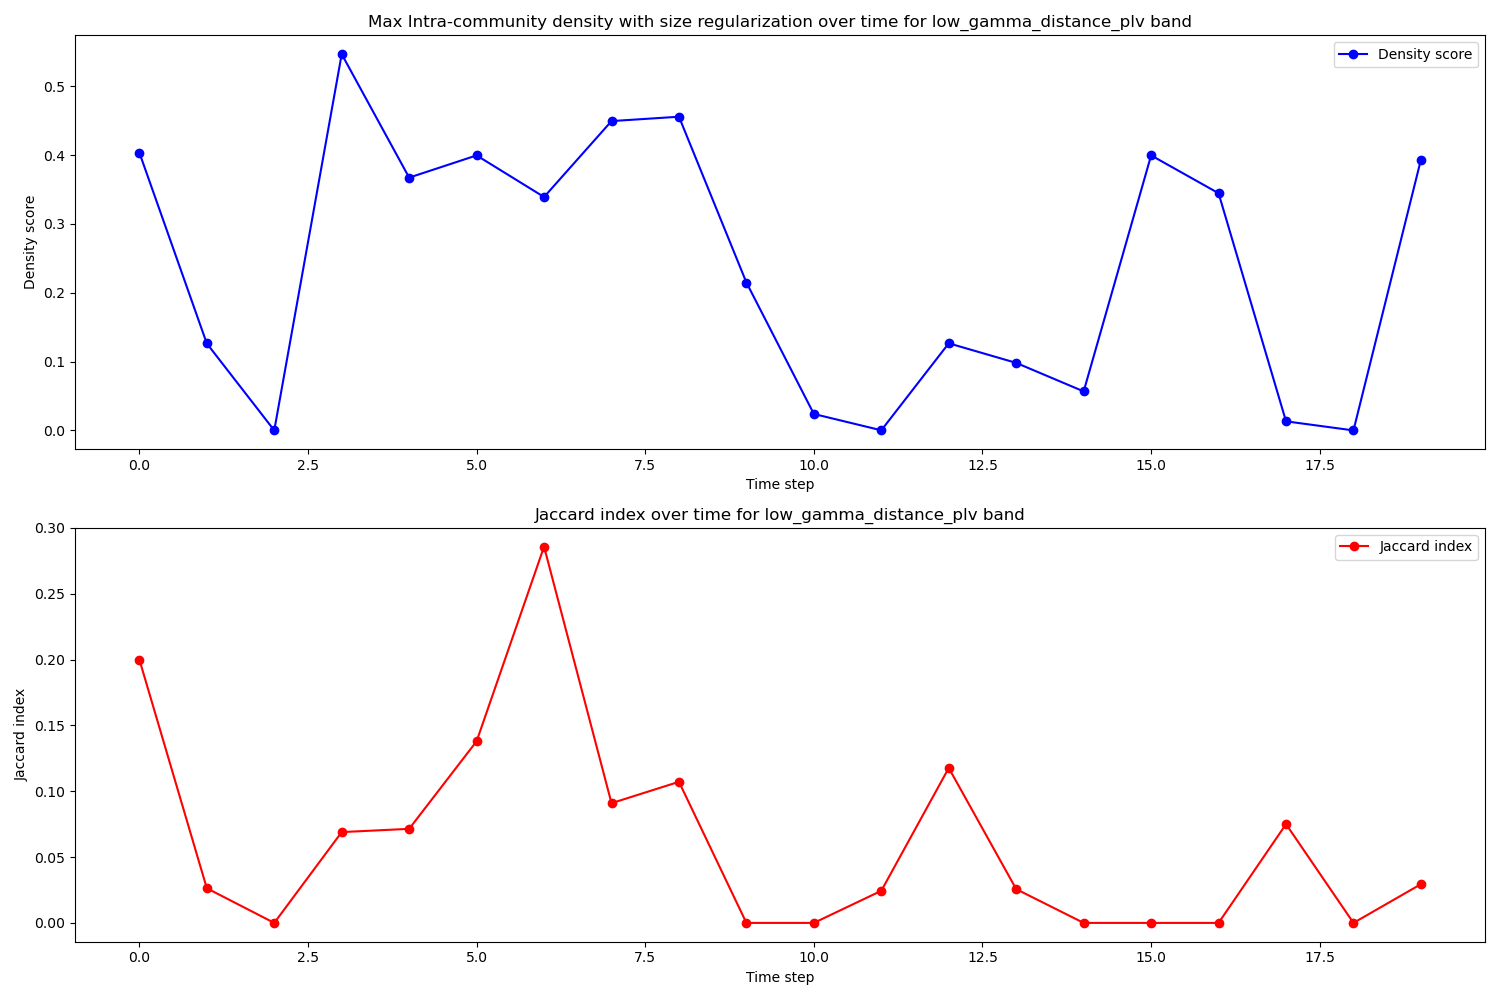 Max Intra-community density with size regularization over time for low_gamma_distance_plv band
Density score
0.5
0.4
0.3
0.2
0.1
0.0
Density score
0.0 2.5 5.0 7.5 10.0 12.5 15.0 17.5
Time step
Jaccard index over time for low_gamma_distance_plv band
Jaccard index
0.30
0.25
0.20
0.15
0.10
0.05
0.00
Jaccard index
0.0 2.5 5.0 7.5 10.0 12.5 15.0 17.5
Time step